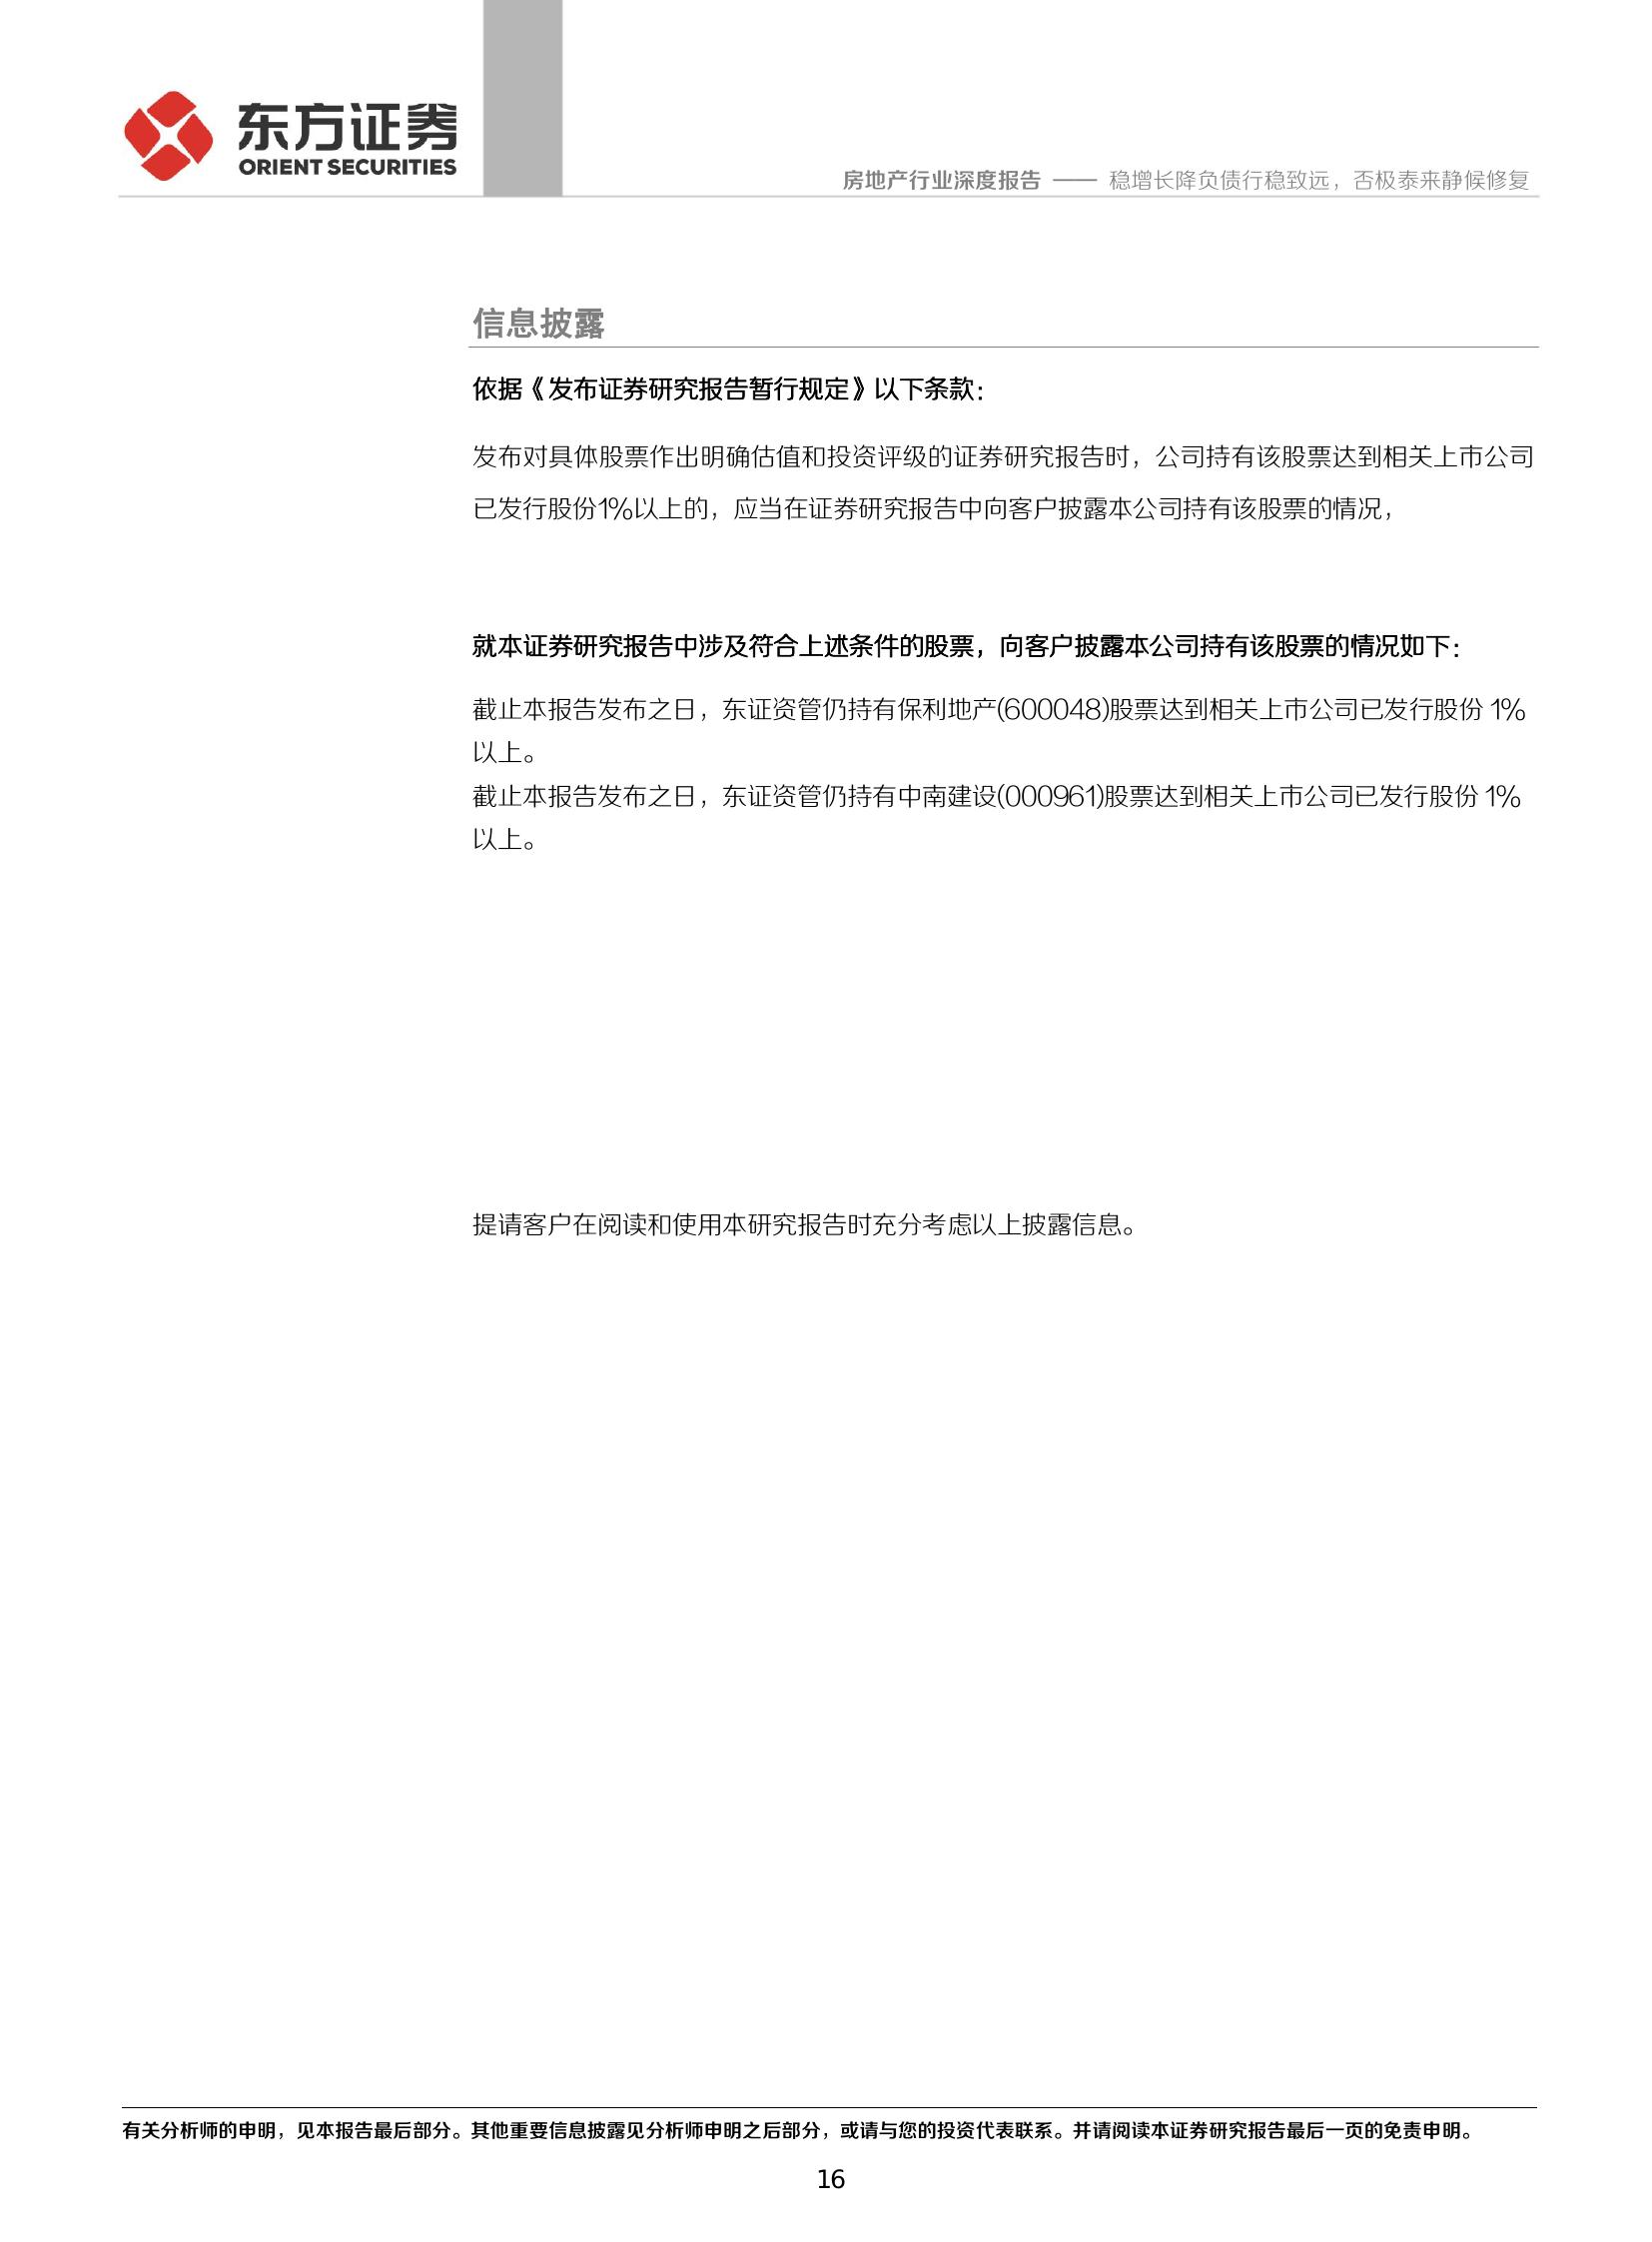 东方证券
ORIENT SECURITIES
房地产行业深度报告 —— 稳增长降负债行稳致远，否极泰来静候修复
信息披露
依据《发布证券研究报告暂行规定》以下条款：
发布对具体股票作出明确估值和投资评级的证券研究报告时，公司持有该股票达到相关上市公司
已发行股份1%以上的，应当在证券研究报告中向客户披露本公司持有该股票的情况，
就本证券研究报告中涉及符合上述条件的股票，向客户披露本公司持有该股票的情况如下：
截止本报告发布之日，东证资管仍持有保利地产(600048)股票达到相关上市公司已发行股份 1%
以上。
截止本报告发布之日，东证资管仍持有中南建设(000961)股票达到相关上市公司已发行股份 1%
以上。
提请客户在阅读和使用本研究报告时充分考虑以上披露信息。
有关分析师的申明，见本报告最后部分。其他重要信息披露见分析师申明之后部分，或请与您的投资代表联系。并请阅读本证券研究报告最后一页的免责申明。
16